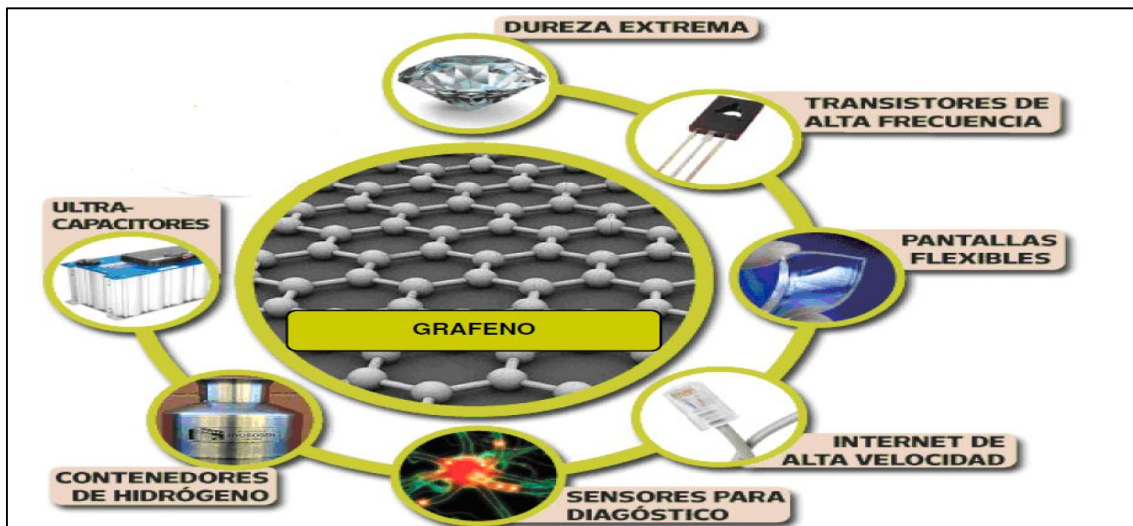 DUREZA EXTREMA
TRANSISTORES DE
ALTA FRECUENCIA
ULTRA-
CAPACITORES
PANTALLAS
FLEXIBLES
GRAFENO
INTERNET DE
ALTA VELOCIDAD
CONTENEDORES
DE HIDRÓGENO
SENSORES PARA
DIAGÓSTICO